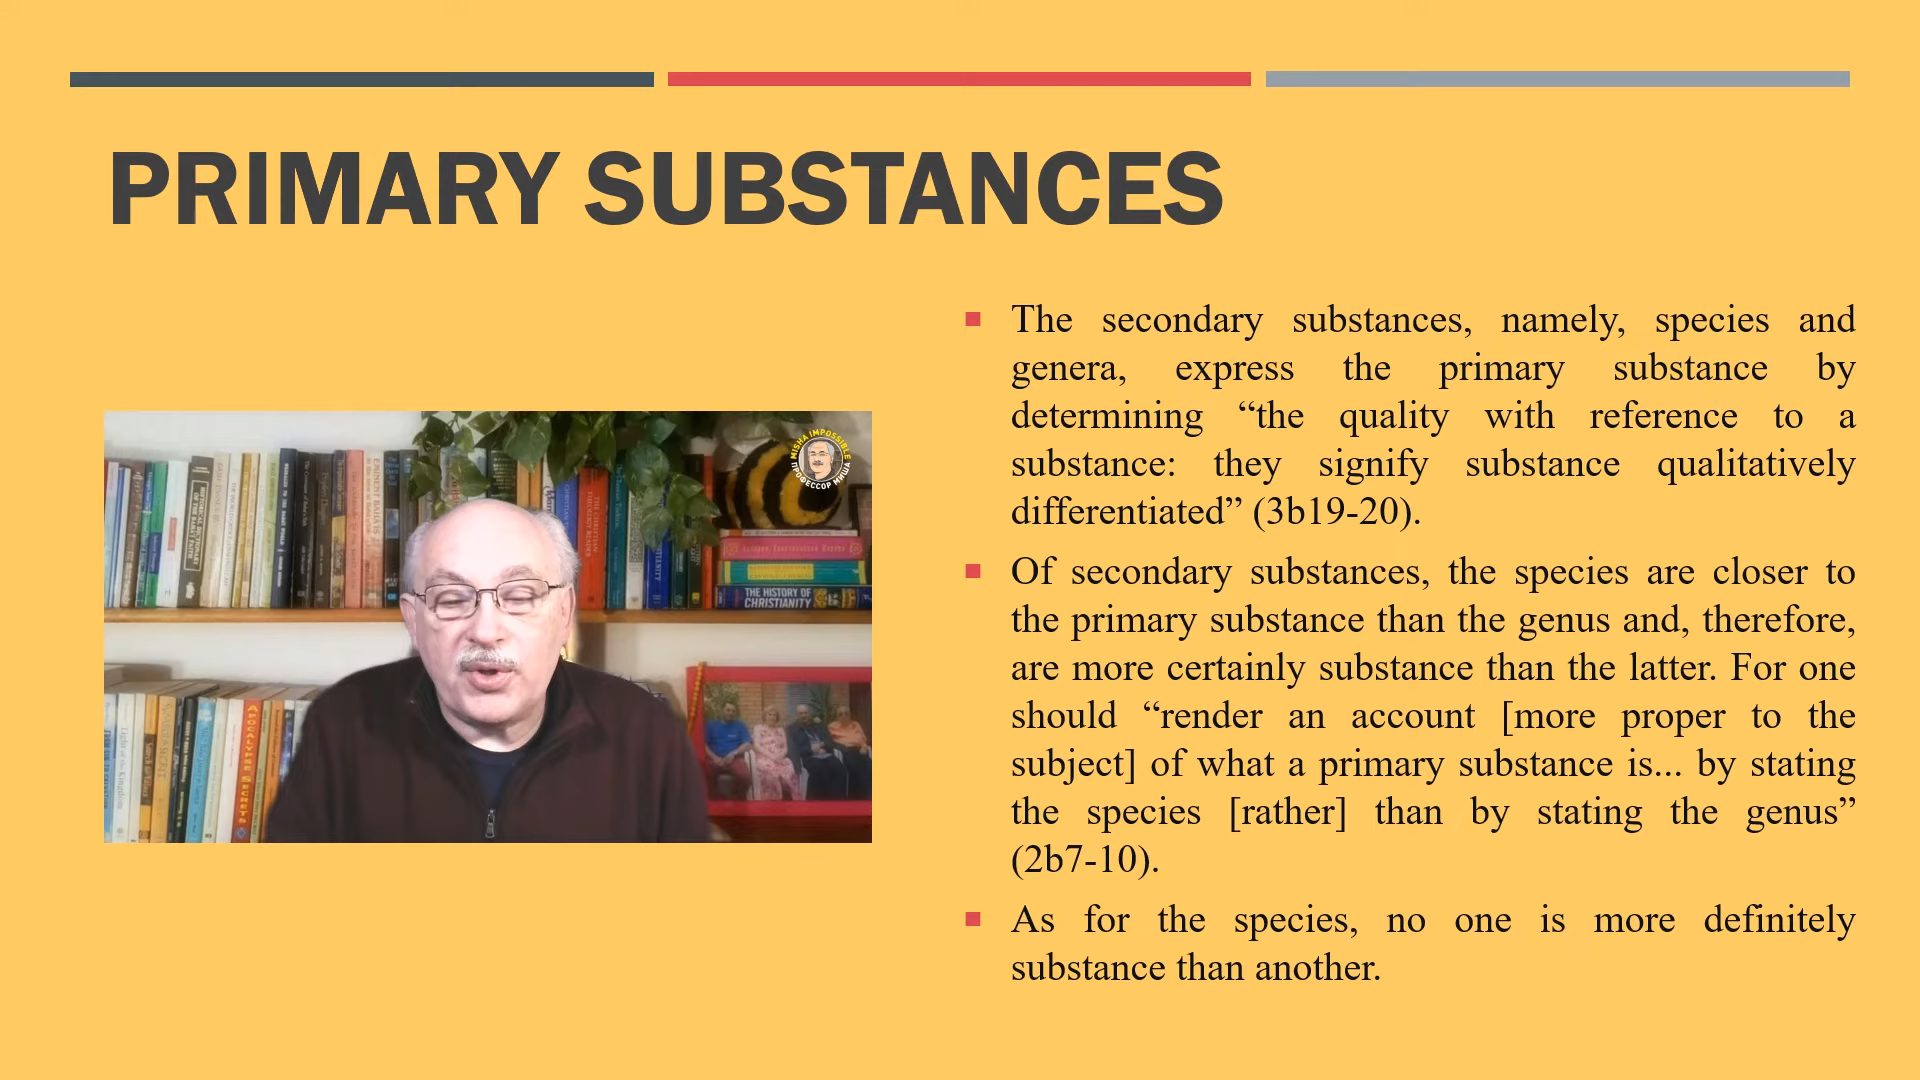 PRIMARY SUBSTANCES
The secondary substances, namely, species and
genera, express the primary substance by
determining “the quality with reference to a
substance: they signify substance qualitatively
differentiated” (3b19-20).
Of secondary substances, the species are closer to
the primary substance than the genus and, therefore,
are more certainly substance than the latter. For one
should “render an account [more proper to the
subject] of what a primary substance is... by stating
the species [rather] than by stating the genus”
(2b7-10).
As for the species, no one is more definitely
substance than another.
MISHA IMPOSSIBLE
ПРОФЕССОР МИША
THE HISTORY OF
CHRISTIANITY
APOCALYPSE SECRETS